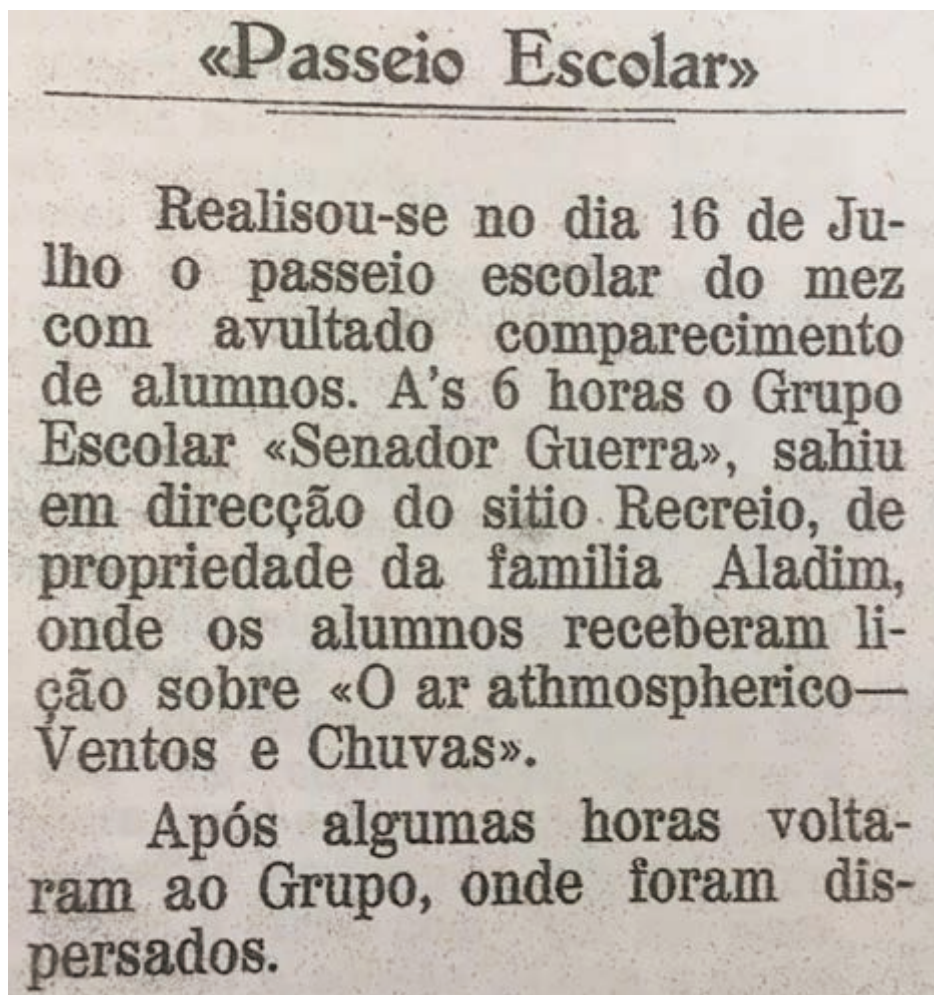 «Passeio Escolar»
Realisou-se no dia 16 de Ju-
lho o passeio escolar do mez
com avultado comparecimento
de alumnos. A's 6 horas o Grupo
Escolar «Senador Guerra», sahiu
em direcção do sitio Recreio, de
propriedade da familia Aladim,
onde os alumnos receberam li-
ção sobre «O ar athmospherico—
Ventos e Chuvas».
Após algumas horas volta-
ram ao Grupo, onde foram dis-
persados.